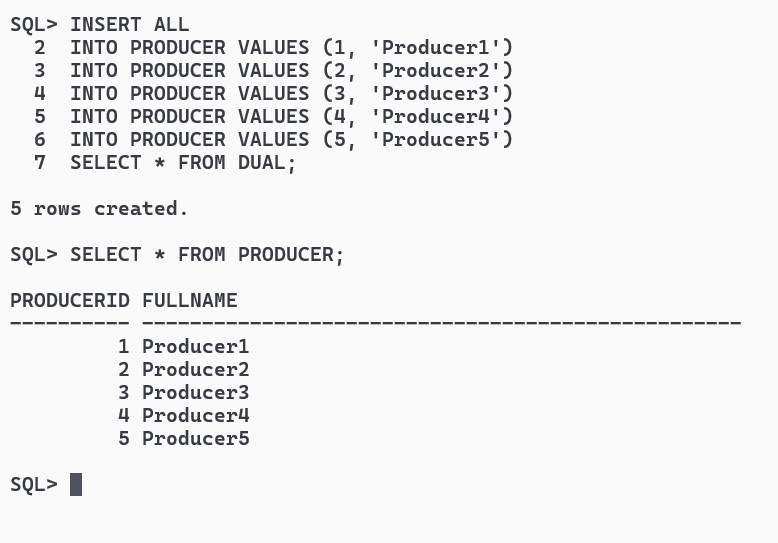 SQL> INSERT ALL
  2  INTO PRODUCER VALUES (1, 'Producer1')
  3  INTO PRODUCER VALUES (2, 'Producer2')
  4  INTO PRODUCER VALUES (3, 'Producer3')
  5  INTO PRODUCER VALUES (4, 'Producer4')
  6  INTO PRODUCER VALUES (5, 'Producer5')
  7  SELECT * FROM DUAL;
5 rows created.
SQL> SELECT * FROM PRODUCER;
PRODUCERID FULLNAME
---------- --------------------------------------------------
         1 Producer1
         2 Producer2
         3 Producer3
         4 Producer4
         5 Producer5
SQL>